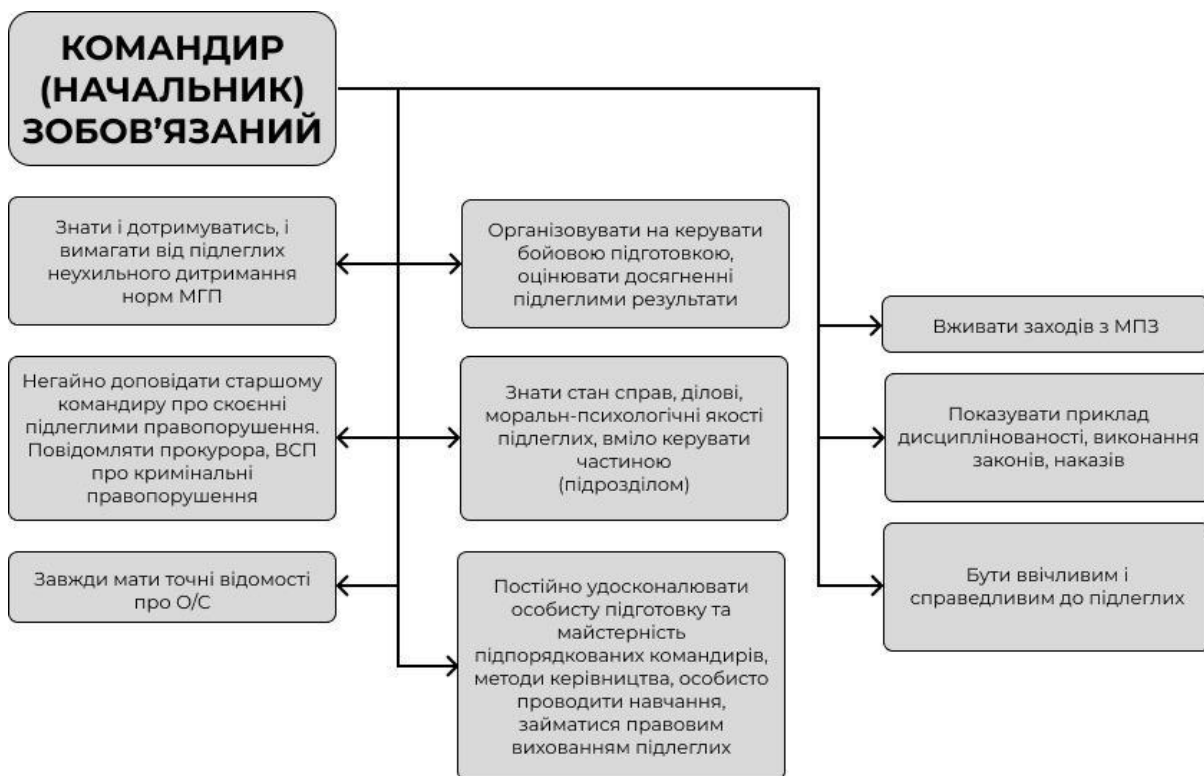 КОМАНДИР
(НАЧАЛЬНИК)
ЗОБОВ’ЯЗАНИЙ
Знати і дотримуватись, і
вимагати від підлеглих
неухильного дитримання
норм МГП
Негайно доповідати старшому
командиру про скоєнні
підлеглими правопорушення.
Повідомляти прокурора, ВСП
про кримінальні
правопорушення
Завжди мати точні відомості
про О/С
Організовувати на керувати
бойовою підготовкою,
оцінювати досягненні
підлеглими результати
Знати стан справ, ділові,
моральн-психологічні якості
підлеглих, вміло керувати
частиною
(підрозділом)
Постійно удосконалювати
особисту підготовку та
майстерність
підпорядкованих командирів,
методи керівництва, особисто
проводити навчання,
займатися правовим
вихованням підлеглих
Вживати заходів з МПЗ
Показувати приклад
дисциплінованості, виконання
законів, наказів
Бути ввічливим і
справедливим до підлеглих